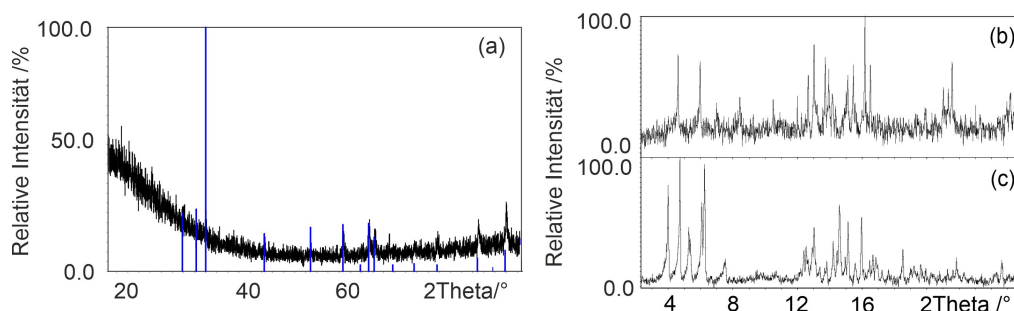 100.0
50.0
0.0
Relative Intensität /%
(a)
20 40 60 2Theta/°
100.0
0.0
(b)
100.0
0.0
Relative Intensität /%
(c)
4 8 12 16 2Theta /°